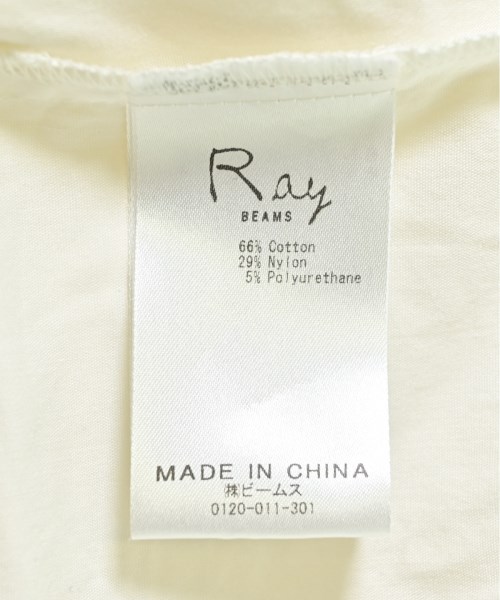 Ray
BEAMS
66% Cotton
29% Nylon
5% Polyurethane
MADE IN CHINA
㈱ビームス
0120-011-301